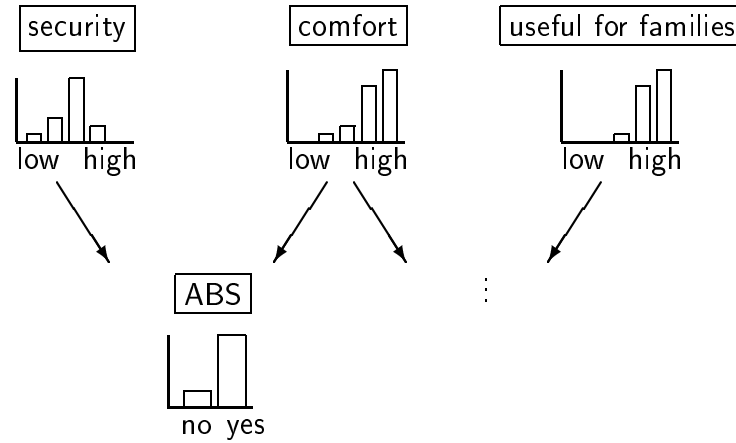 security comfort useful for families
low high low high low high
ABS
no yes